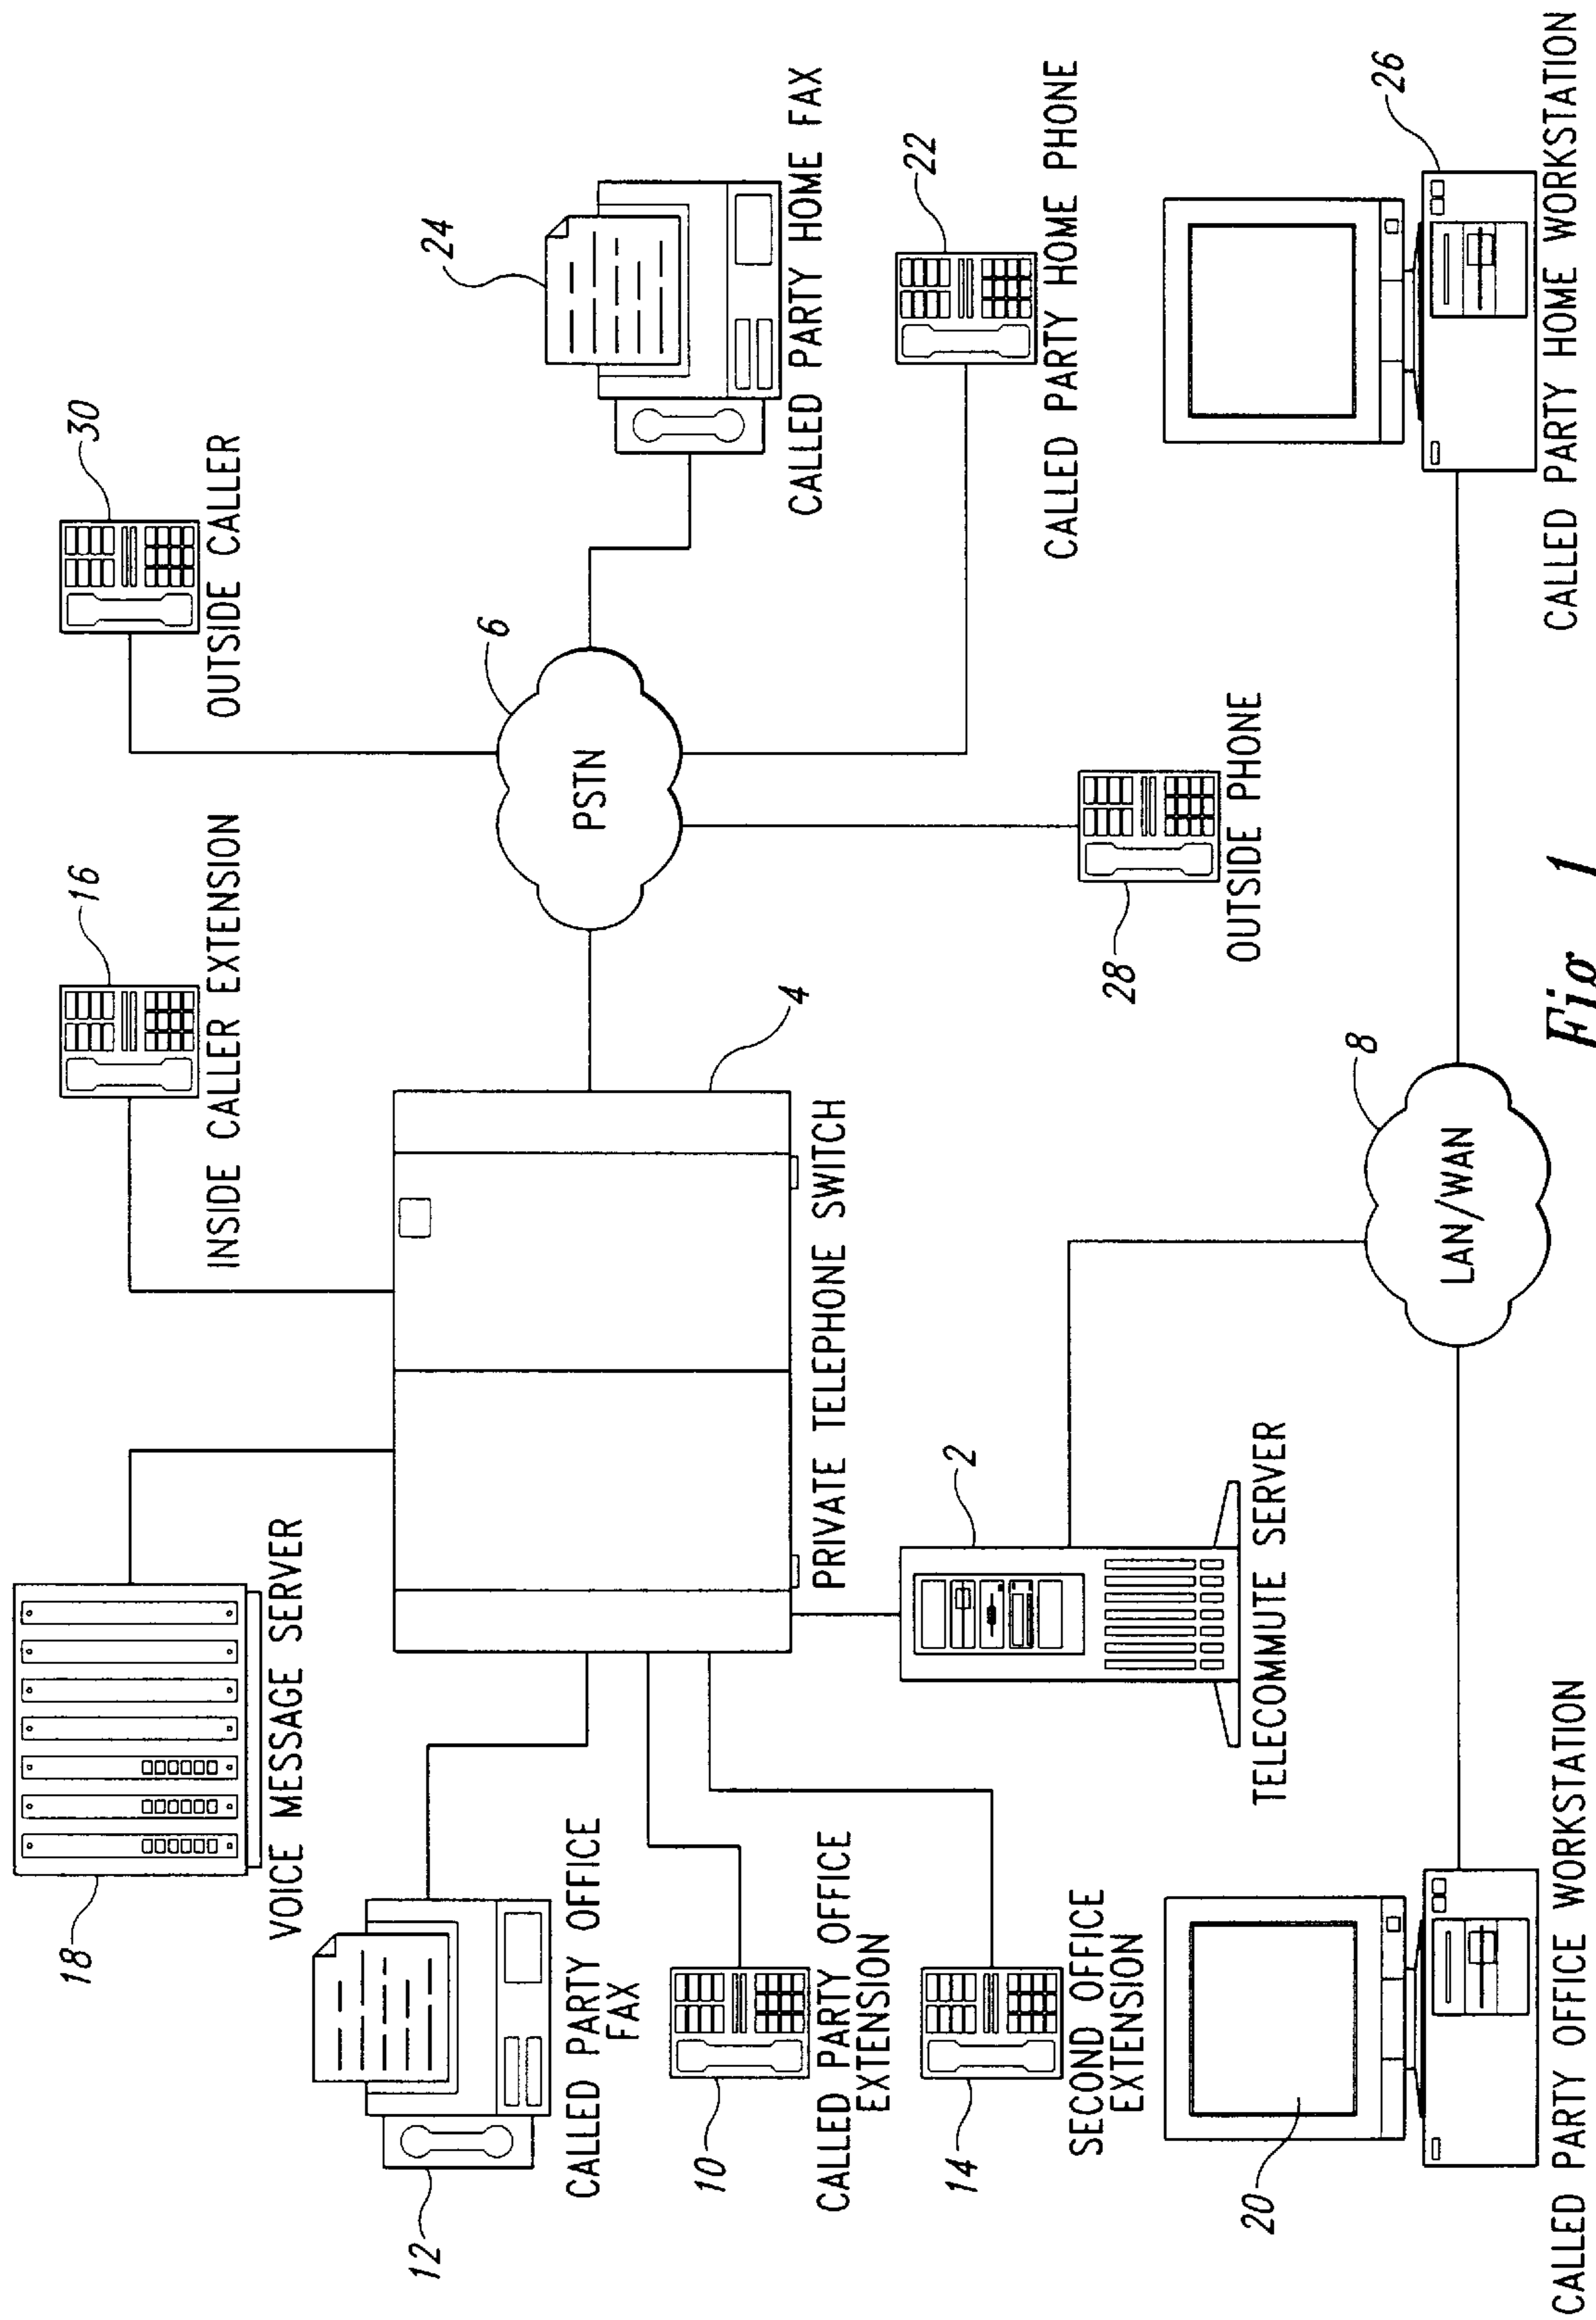 18
VOICE MESSAGE SERVER
16
INSIDE CALLER EXTENSION
30
OUTSIDE CALLER
12
CALLED PARTY OFFICE
FAX
10
CALLED PARTY OFFICE
EXTENSION
14
SECOND OFFICE
EXTENSION
4
PRIVATE TELEPHONE SWITCH
6
PSTN
24
CALLED PARTY HOME FAX
22
CALLED PARTY HOME PHONE
28
OUTSIDE PHONE
2
TELECOMMUTE SERVER
20
CALLED PARTY OFFICE WORKSTATION
8
LAN/WAN
26
CALLED PARTY HOME WORKSTATION
Fig. 1